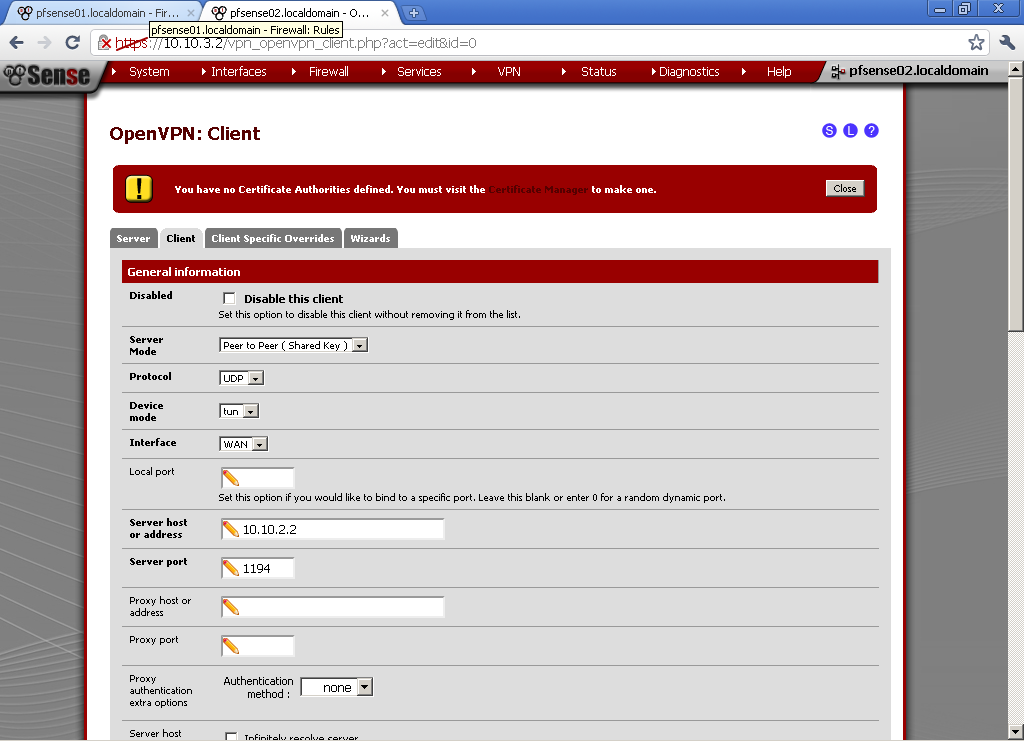 pfsense01.localdomain - Fir...
pfsense02.localdomain - O...
pfsense01.localdomain - Firewall: Rules
https://10.10.3.2/vpn_openvpn_client.php?act=edit&id=0
Sense
System
Interfaces
Firewall
Services
VPN
Status
Diagnostics
Help
pfsense02.localdomain
OpenVPN: Client
S L ?
You have no Certificate Authorities defined. You must visit the Certificate Manager to make one.
Close
Server
Client
Client Specific Overrides
Wizards
General information
Disabled
Disable this client
Set this option to disable this client without removing it from the list.
Server
Mode
Peer to Peer ( Shared Key )
Protocol
UDP
Device
mode
tun
Interface
WAN
Local port
Set this option if you would like to bind to a specific port. Leave this blank or enter 0 for a random dynamic port.
Server host
or address
10.10.2.2
Server port
1194
Proxy host or
address
Proxy port
Proxy
authentication
extra options
Authentication
method :
none
Server host
Infinitely resolve server